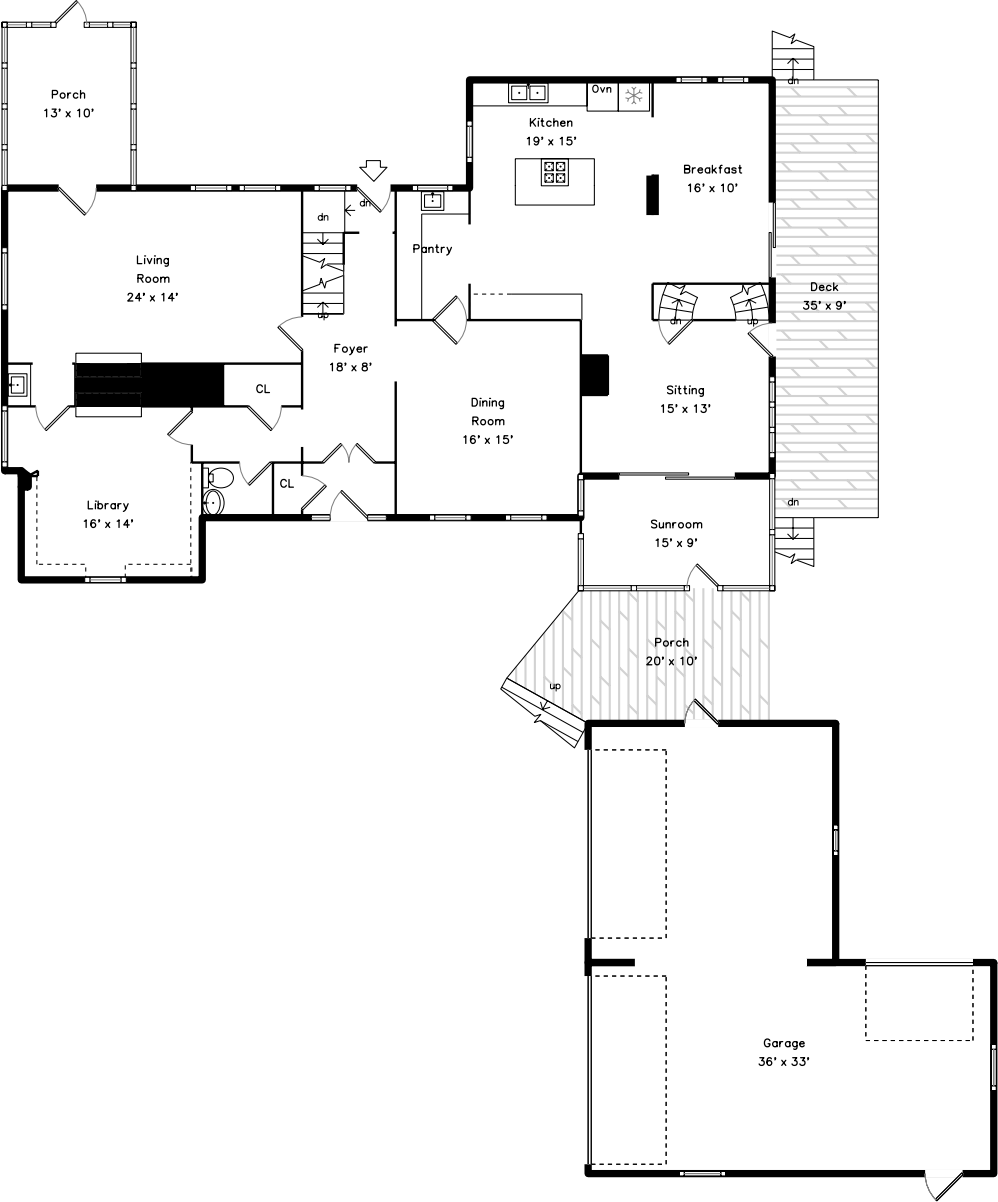 Porch
13' x 10'
dn
Ovn
Kitchen
19' x 15'
Breakfast
16' x 10'
dn
dn
Pantry
Living
Room
24' x 14'
up
Deck
35' x 9'
dn
up
Foyer
18' x 8'
CL
Sitting
15' x 13'
Dining
Room
16' x 15'
CL
Library
16' x 14'
dn
Sunroom
15' x 9'
Porch
20' x 10'
up
Garage
36' x 33'